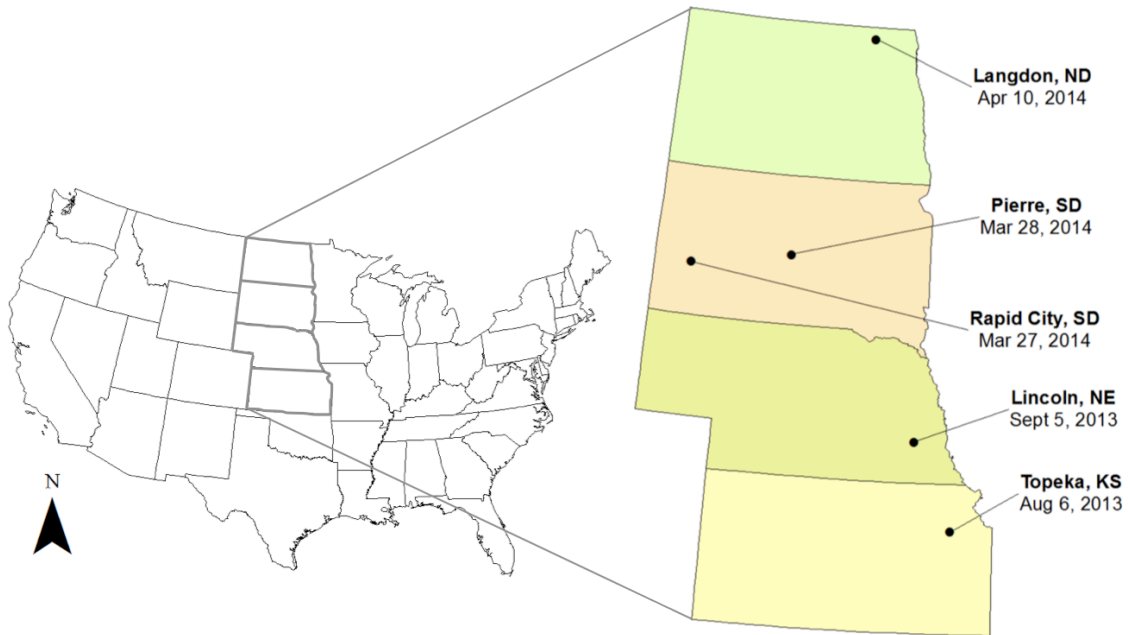 Langdon, ND
Apr 10, 2014
Pierre, SD
Mar 28, 2014
Rapid City, SD
Mar 27, 2014
Lincoln, NE
Sept 5, 2013
Topeka, KS
Aug 6, 2013
N